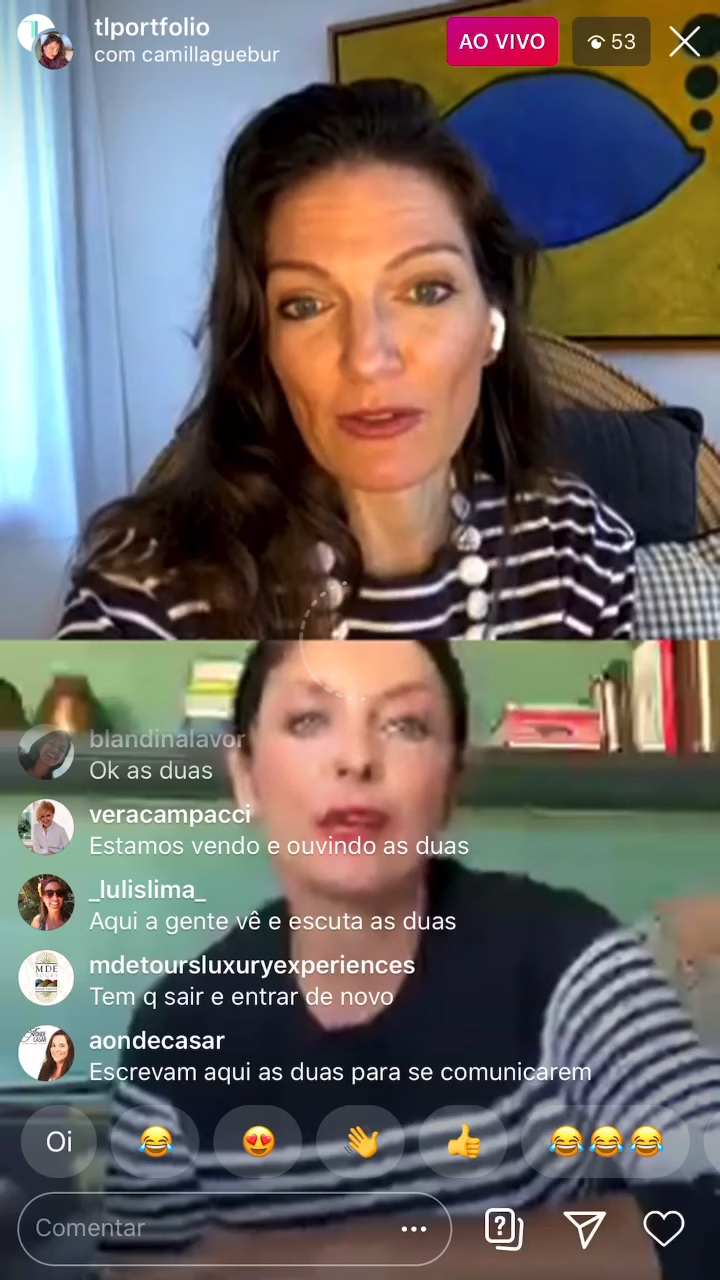 tlportfolio
com camillaguebur
AO VIVO
53
blandinalavor
Ok as duas
veracampacci
Estamos vendo e ouvindo as duas
_lulislima_
Aqui a gente vê e escuta as duas
mdetoursluxuryexperiences
Tem q sair e entrar de novo
aondecasar
Escrevam aqui as duas para se comunicarem
Oi
Comentar